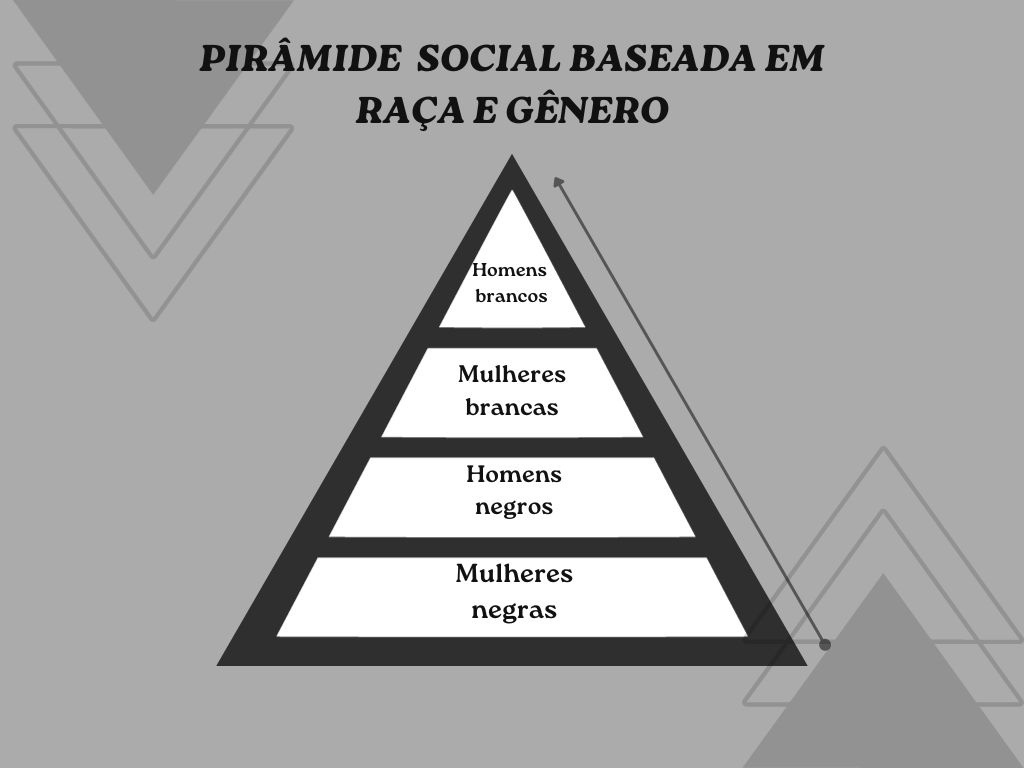 PIRÂMIDE SOCIAL BASEADA EM
RAÇA E GÊNERO
Homens
brancos
Mulheres
brancas
Homens
negros
Mulheres
negras